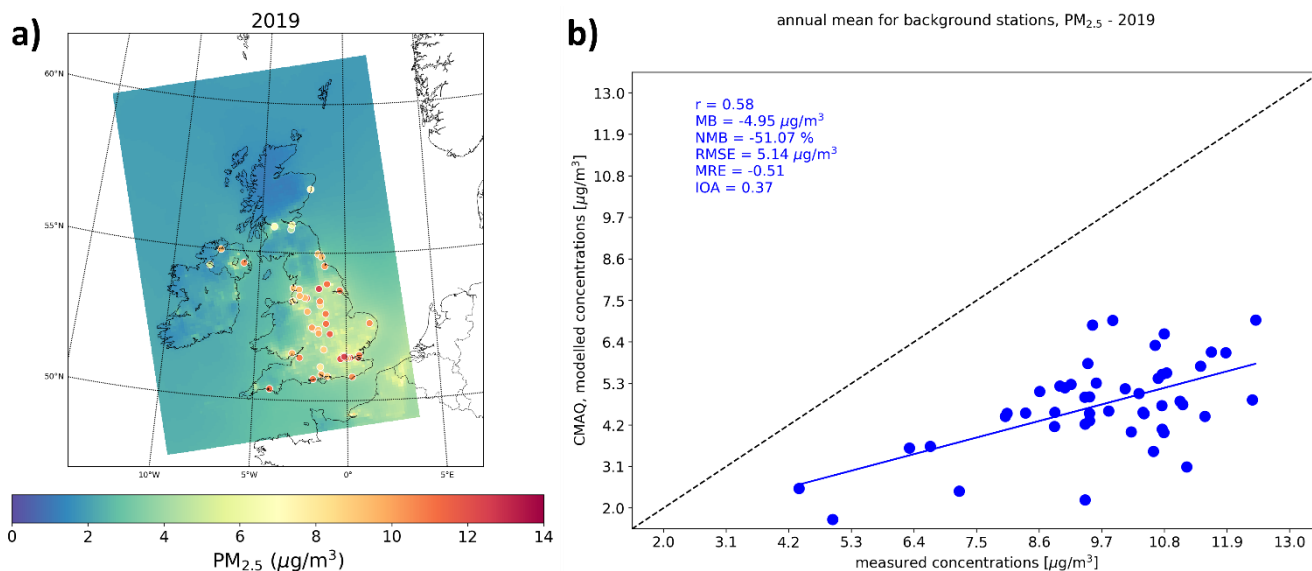 a)
2019
60°N
55°N
50°N
10°W
5°W
0°
5°E
0
2
4
6
8
10
12
14
PM2.5 (μg/m³)
b)
annual mean for background stations, PM2.5 - 2019
r = 0.58
MB = -4.95 μg/m³
NMB = -51.07 %
RMSE = 5.14 μg/m³
MRE = -0.51
IOA = 0.37
CMAQ, modelled concentrations [μg/m³]
13.0
11.9
10.8
9.7
8.6
7.5
6.4
5.3
4.2
3.1
2.0
2.0
3.1
4.2
5.3
6.4
7.5
8.6
9.7
10.8
11.9
13.0
measured concentrations [μg/m³]